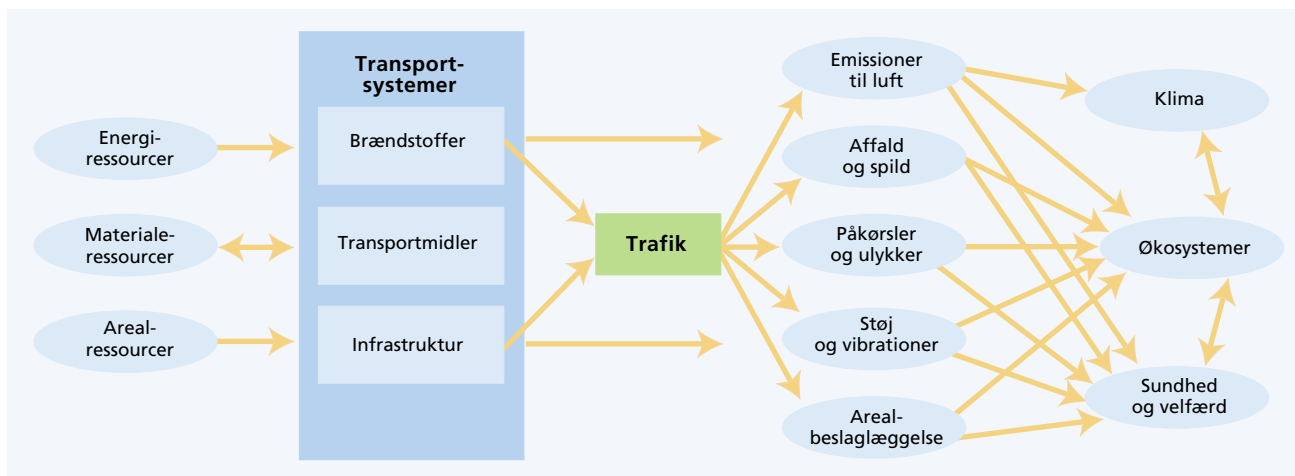 Energi-
ressourcer
Materiale-
ressourcer
Areal-
ressourcer
Transport-
systemer
Brændstoffer
Transportmidler
Infrastruktur
Trafik
Emissioner
til luft
Affald
og spild
Påkørsler
og ulykker
Støj
og vibrationer
Areal-
beslaglæggelse
Klima
Økosystemer
Sundhed
og velfærd